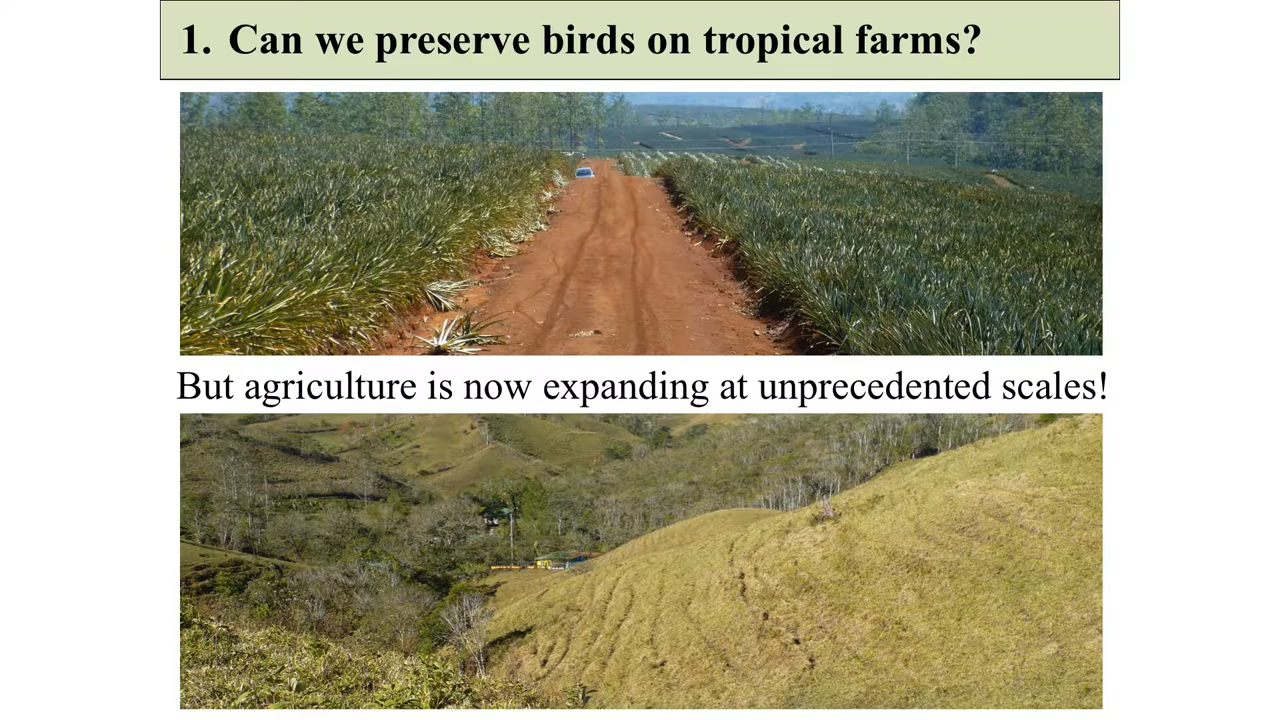 1. Can we preserve birds on tropical farms?
But agriculture is now expanding at unprecedented scales!